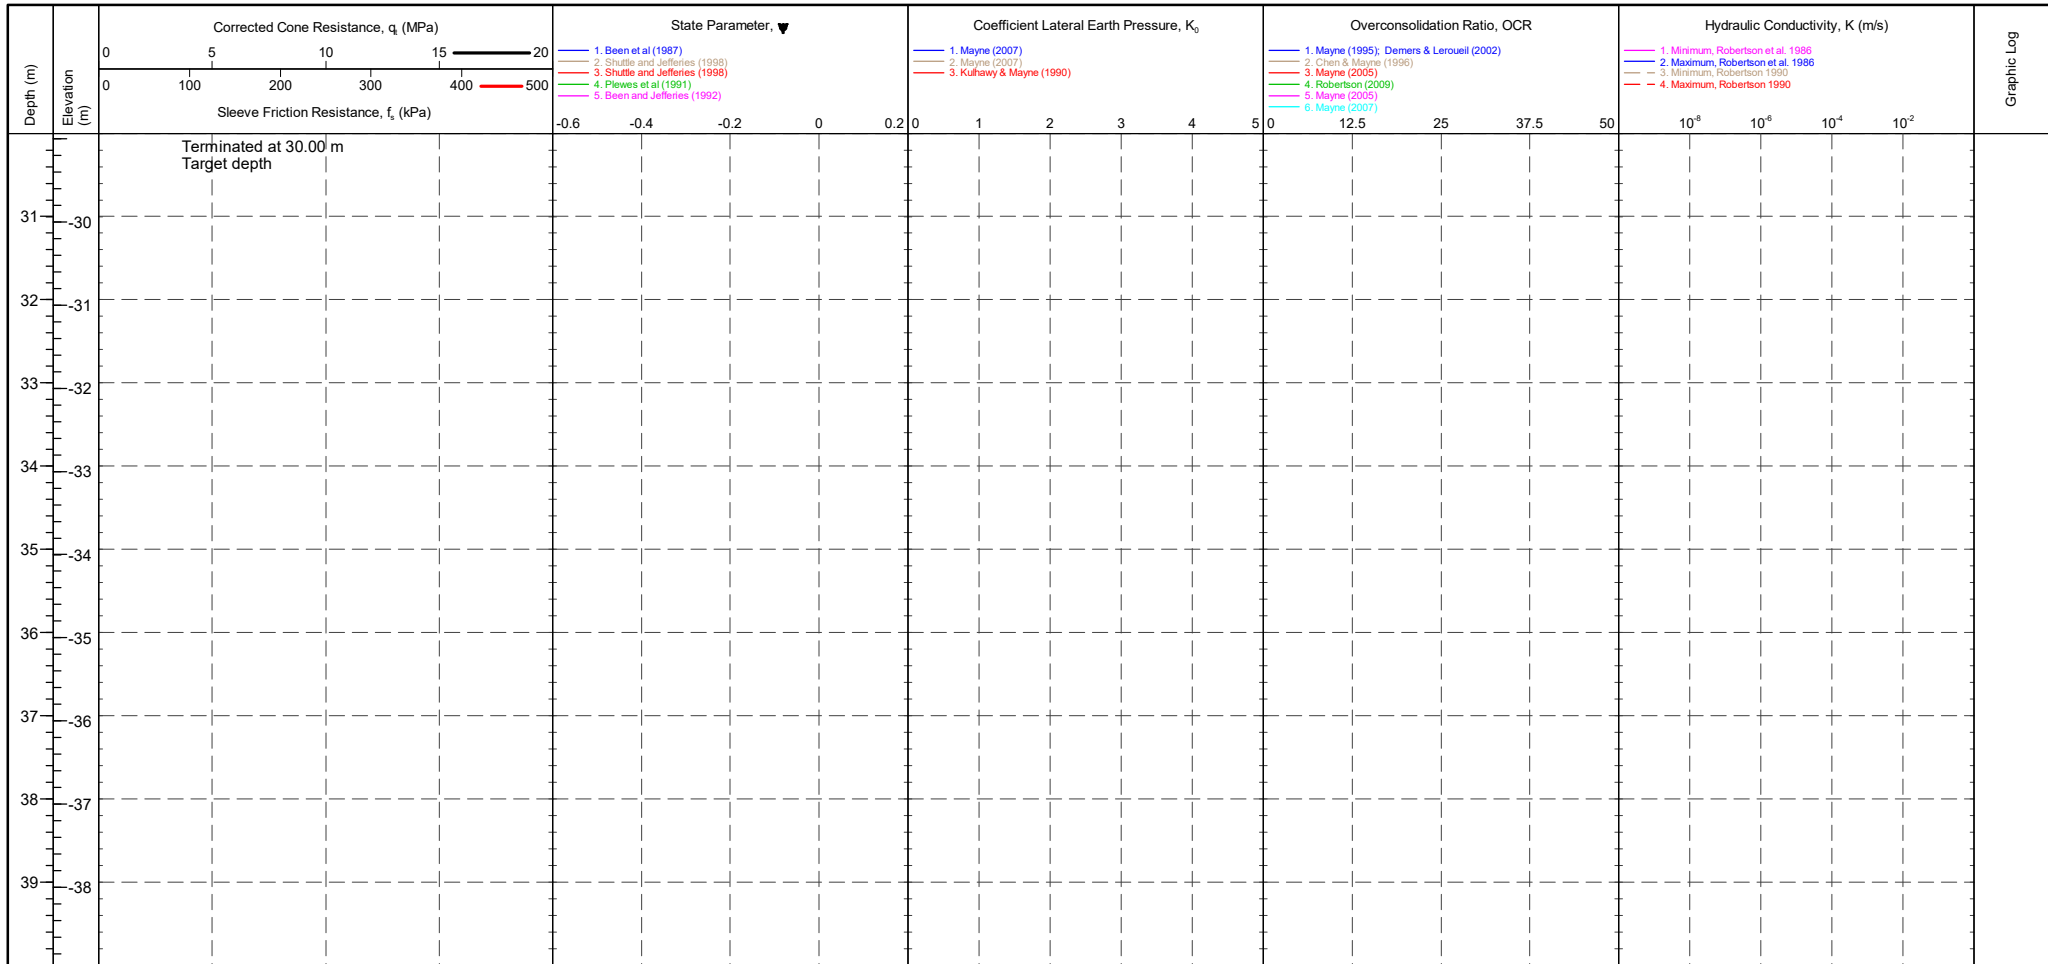 Depth (m)
Elevation (m)
Corrected Cone Resistance, qt (MPa)
0 5 10 15 20
0 100 200 300 400 500
Sleeve Friction Resistance, fs (kPa)
State Parameter, Ψ
1. Been et al (1987)
2. Shuttle and Jefferies (1998)
3. Shuttle and Jefferies (1998)
4. Plewes et al (1991)
5. Been and Jefferies (1992)
-0.6 -0.4 -0.2 0 0.2
Coefficient Lateral Earth Pressure, K0
1. Mayne (2007)
2. Mayne (2007)
3. Kulhawy & Mayne (1990)
0 1 2 3 4 5
Overconsolidation Ratio, OCR
1. Mayne (1995); Demers & Leroueil (2002)
2. Chen & Mayne (1996)
3. Mayne (2005)
4. Robertson (2009)
5. Mayne (2005)
6. Mayne (2007)
0 12.5 25 37.5 50
Hydraulic Conductivity, K (m/s)
1. Minimum, Robertson et al. 1986
2. Maximum, Robertson et al. 1986
3. Minimum, Robertson 1990
4. Maximum, Robertson 1990
10-8 10-6 10-4 10-2
Graphic Log
Terminated at 30.00 m
Target depth
31 -30
32 -31
33 -32
34 -33
35 -34
36 -35
37 -36
38 -37
39 -38